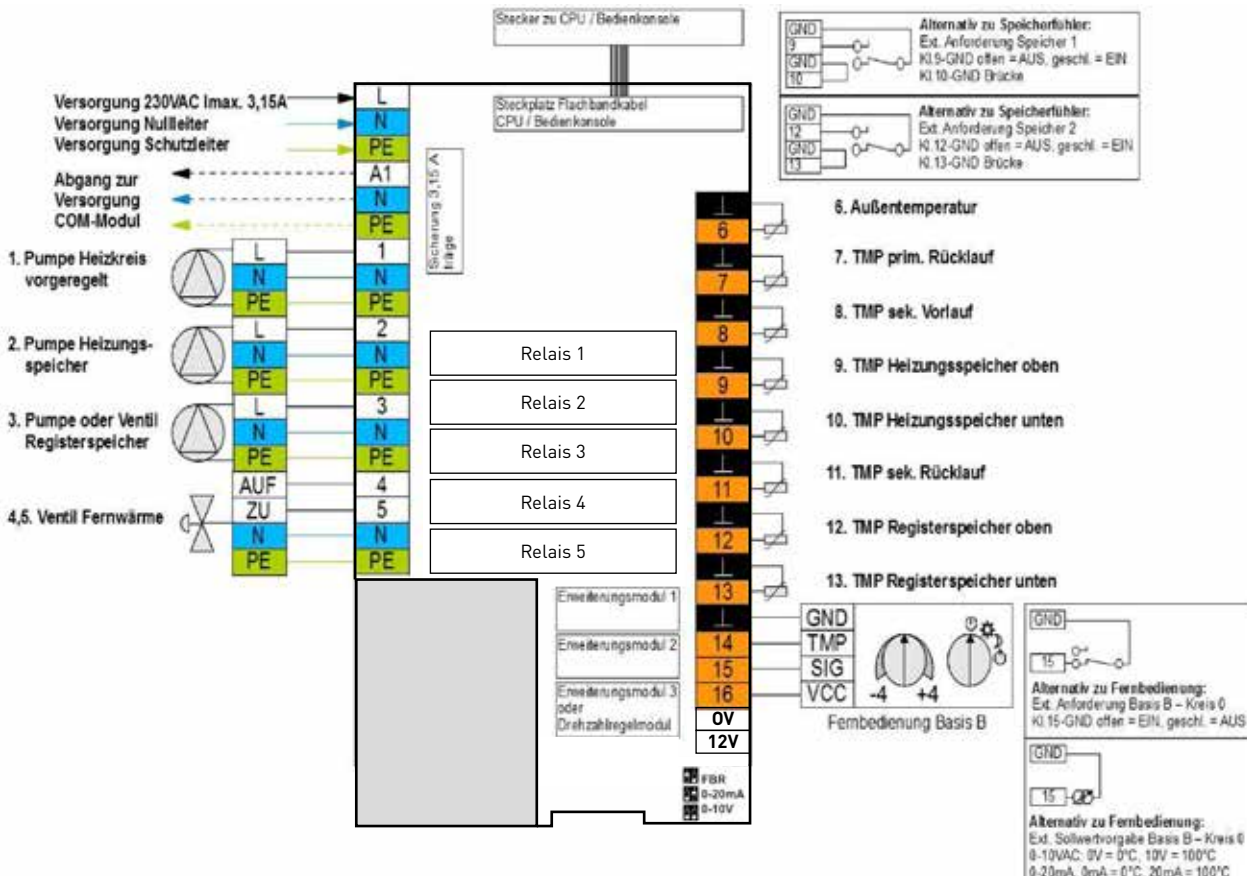 Stecker zu CPU / Bedienkonsole
Steckplatz Flachbandkabel
CPU / Bedienkonsole
Versorgung 230VAC Imax. 3,15A
Versorgung Nullleiter
Versorgung Schutzleiter
Abgang zur
Versorgung
COM-Modul
L
N
PE
A1
N
PE
1
N
PE
2
N
PE
3
N
PE
4
5
N
PE
Sicherung 3,15 A
träge
1. Pumpe Heizkreis
vorgeregelt
L
N
PE
2. Pumpe Heizungs-
speicher
L
N
PE
3. Pumpe oder Ventil
Registerspeicher
L
N
PE
4,5. Ventil Fernwärme
AUF
ZU
N
PE
Relais 1
Relais 2
Relais 3
Relais 4
Relais 5
Erweiterungsmodul 1
Erweiterungsmodul 2
Erweiterungsmodul 3
oder
Drehzahlregelmodul
6
7
8
9
10
11
12
13
14
15
16
0V
12V
FBR
0-20mA
0-10V
GND
9
GND
10
Alternativ zu Speicherfühler:
Ext. Anforderung Speicher 1
Kl.9-GND offen = AUS, geschl. = EIN
Kl.10-GND Brücke
GND
12
GND
13
Alternativ zu Speicherfühler:
Ext. Anforderung Speicher 2
Kl.12-GND offen = AUS, geschl. = EIN
Kl.13-GND Brücke
6. Außentemperatur
7. TMP prim. Rücklauf
8. TMP sek. Vorlauf
9. TMP Heizungsspeicher oben
10. TMP Heizungsspeicher unten
11. TMP sek. Rücklauf
12. TMP Registerspeicher oben
13. TMP Registerspeicher unten
GND
TMP
SIG
VCC
-4 +4
Fernbedienung Basis B
GND
15
Alternativ zu Fernbedienung:
Ext. Anforderung Basis B – Kreis 0
Kl.15-GND offen = EIN, geschl. = AUS
GND
15
Alternativ zu Fernbedienung:
Ext. Sollwertvorgabe Basis B – Kreis 0
0-10VAC: 0V = 0°C, 10V = 100°C
0-20mA, 0mA = 0°C, 20mA = 100°C